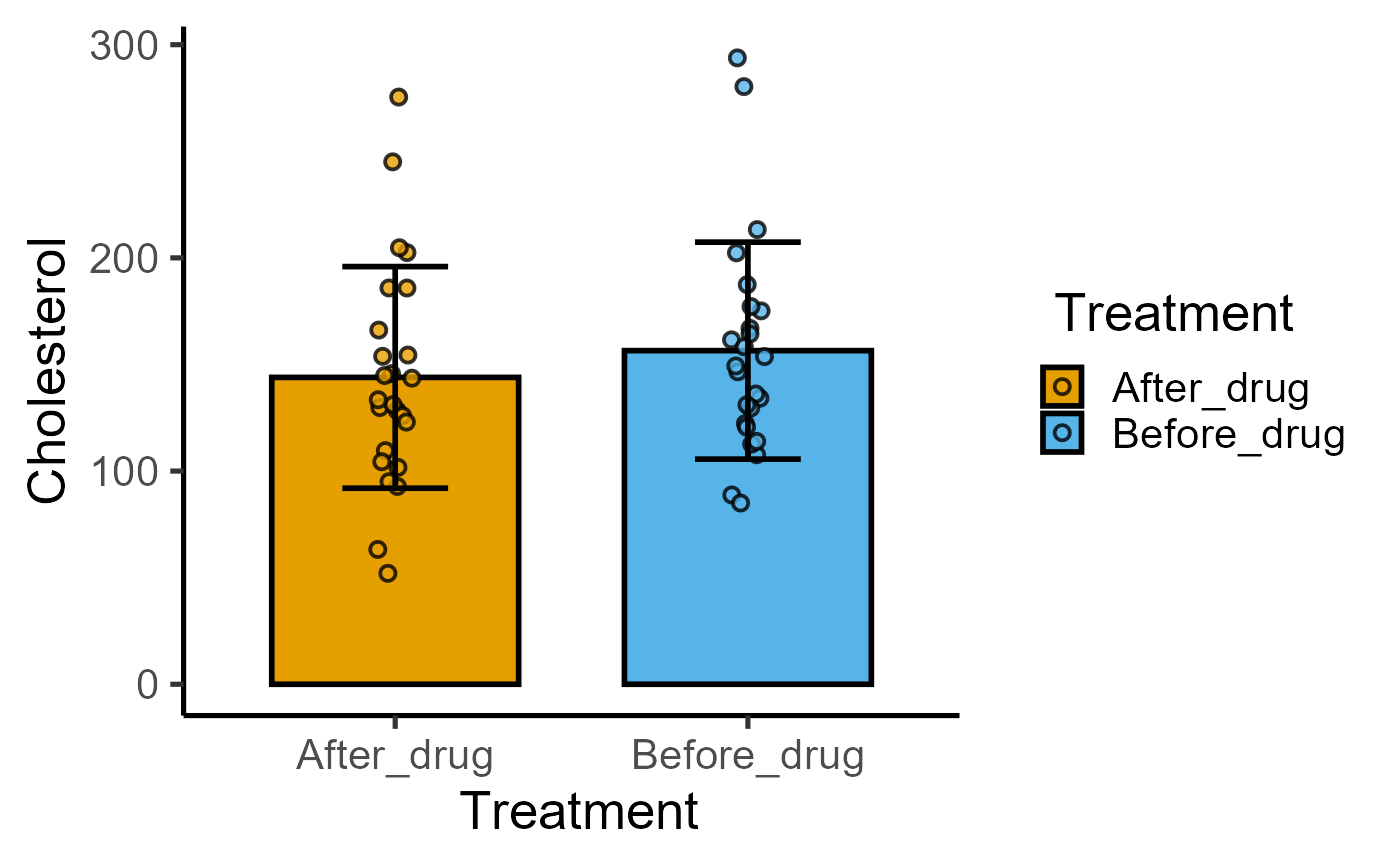 300
200
100
0
Cholesterol
After_drug
Before_drug
Treatment
Treatment
After_drug
Before_drug